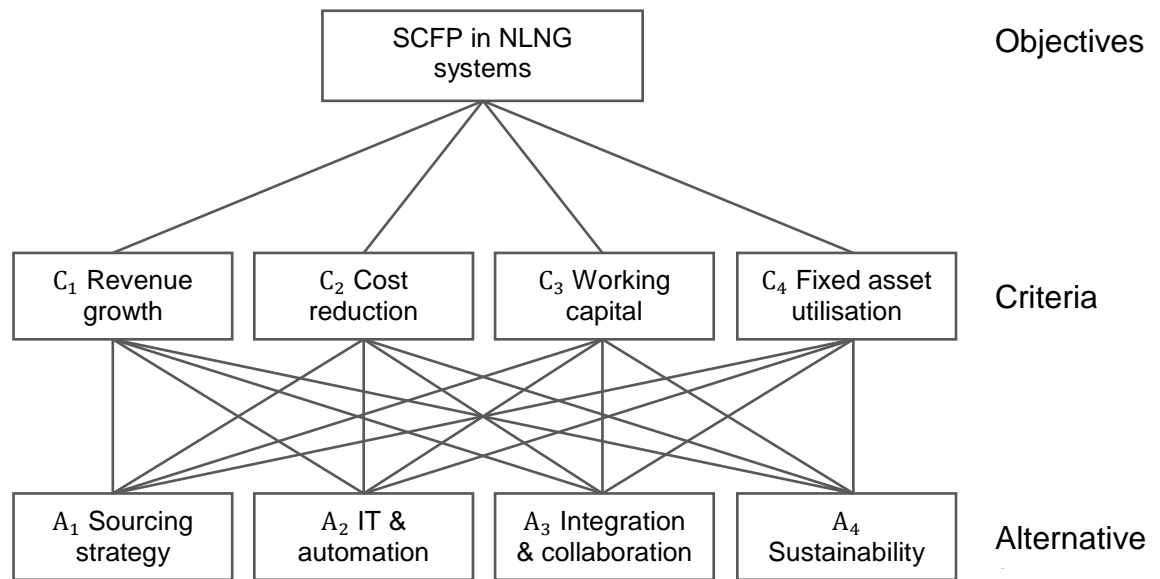 SCFP in NLNG
systems
Objectives
C₁ Revenue
growth
C₂ Cost
reduction
C₃ Working
capital
C₄ Fixed asset
utilisation
Criteria
A₁ Sourcing
strategy
A₂ IT &
automation
A₃ Integration
& collaboration
A₄
Sustainability
Alternative